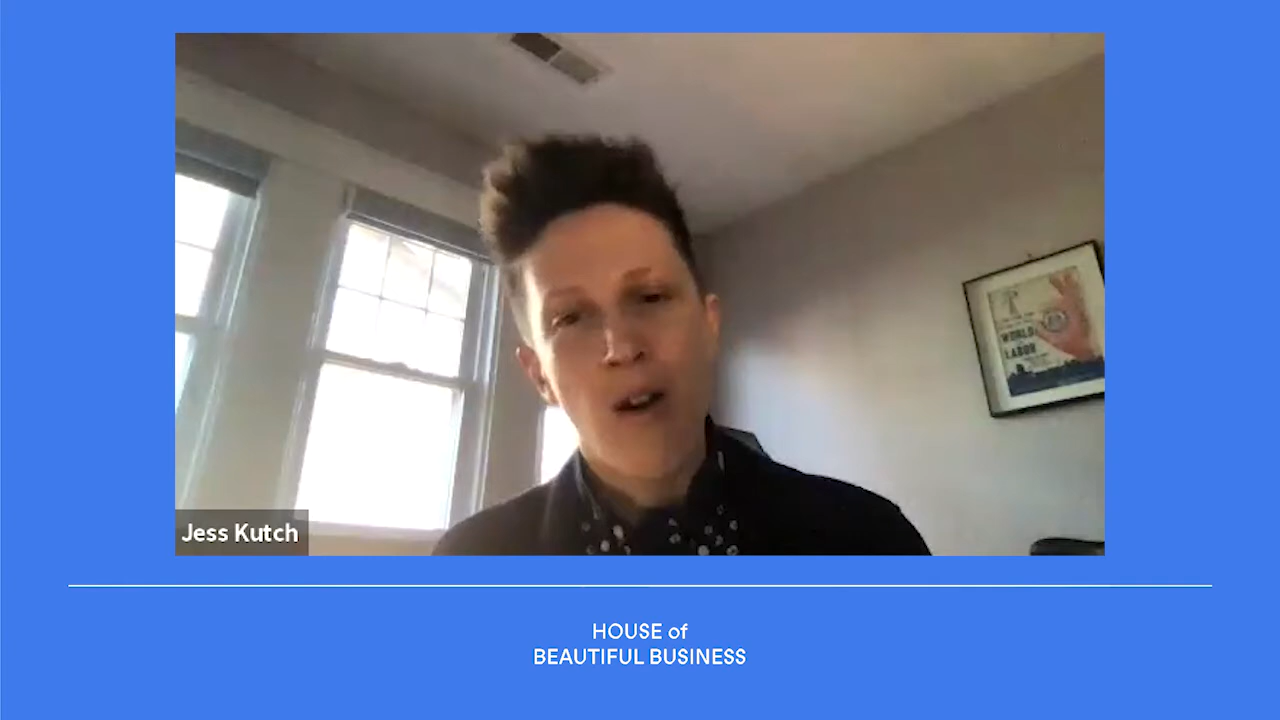 WORLD
LABOR
Jess Kutch
HOUSE of
BEAUTIFUL BUSINESS